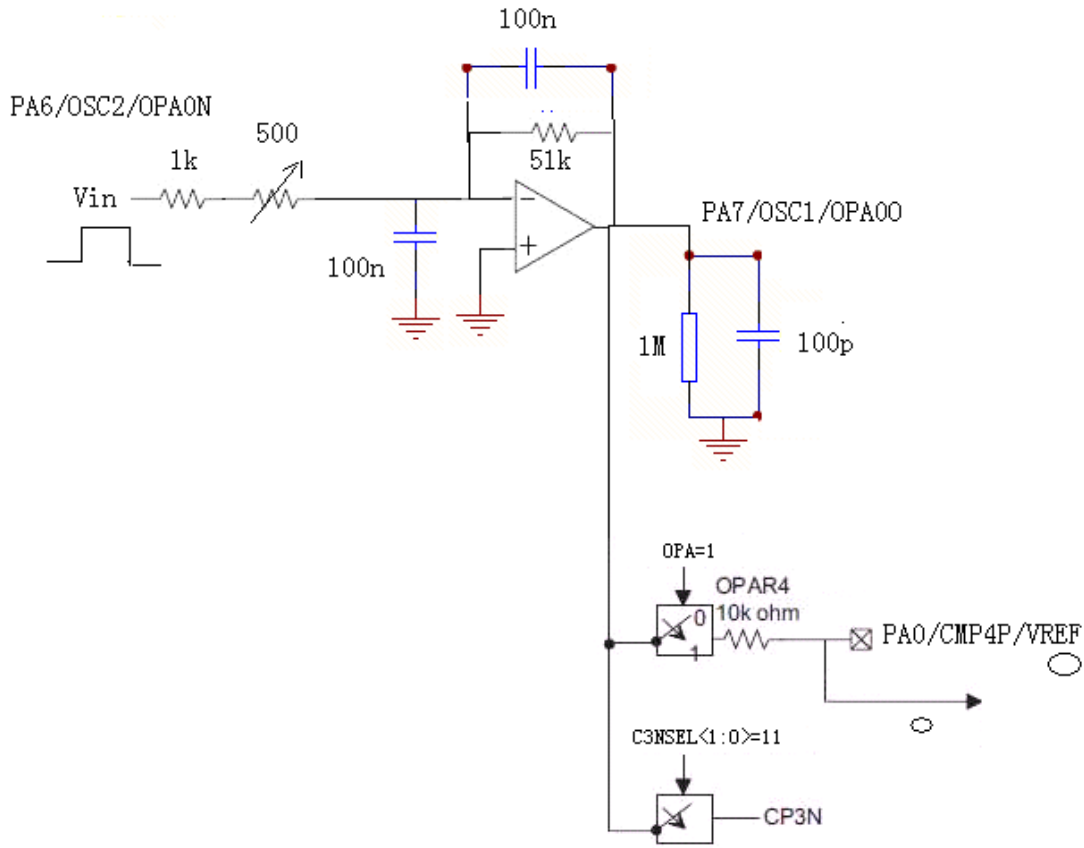 100n
PA6/OSC2/OPA0N
500
1k
51k
Vin
−
+
PA7/OSC1/OPA0O
100n
1M
100p
OPA=1
OPAR4
0
10k ohm
1
PA0/CMP4P/VREF
C3NSEL<1:0>=11
CP3N